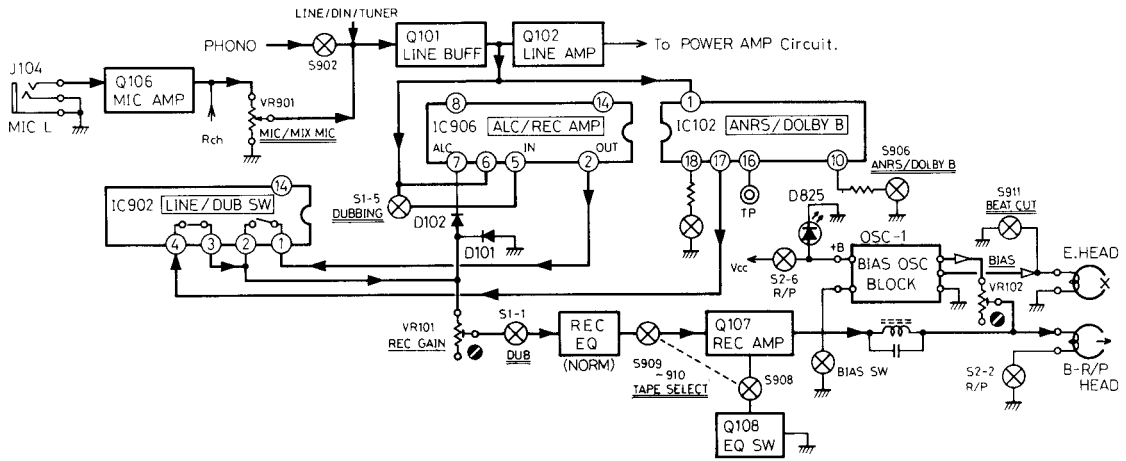 LINE/DIN/TUNER
PHONO
S902
Q101
LINE BUFF
Q102
LINE AMP
To POWER AMP Circuit.
J104
MIC L
Q106
MIC AMP
Rch
VR901
MIC/MIX MIC
8
14
IC906 ALC/REC AMP
ALC
IN
OUT
7
6
5
2
1
IC102 ANRS/DOLBY B
18
17
16
10
TP
S906
ANRS/DOLBY B
S1-5
DUBBING
14
IC902 LINE/DUB SW
4
3
2
1
D102
D101
D825
S911
BEAT CUT
Vcc
S2-6
R/P
+B
OSC-1
BIAS OSC
BLOCK
BIAS
E.HEAD
VR102
VR101
REC GAIN
S1-1
DUB
REC
EQ
(NORM)
S909
~910
TAPE SELECT
Q107
REC AMP
S908
Q108
EQ SW
BIAS SW
S2-2
R/P
B-R/P
HEAD